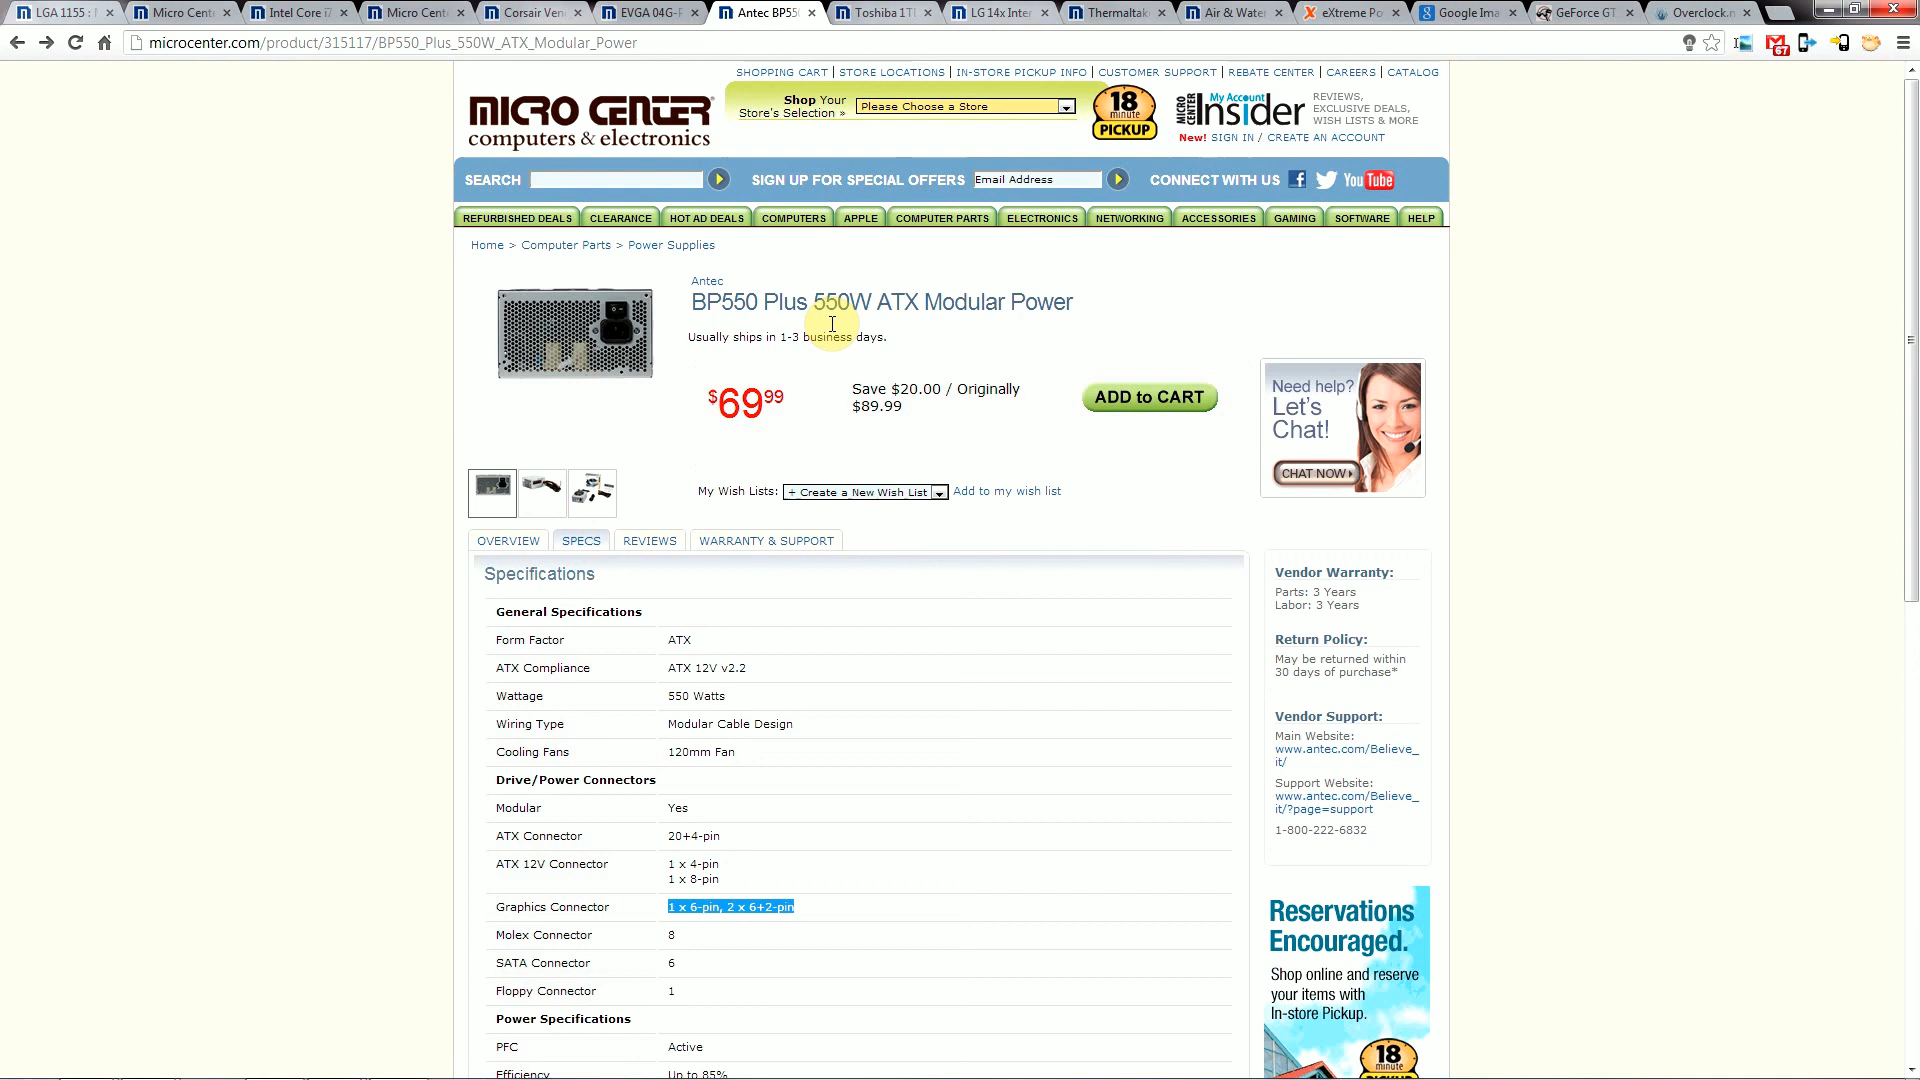 LGA 1155 : M
Micro Cent
Intel Core i7
Micro Cent
Corsair Ven
EVGA 04G-P
Antec BP55
Toshiba 1TB
LG 14x Inter
Thermaltak
Air & Water
eXtreme Po
Google Ima
GeForce GT
Overclock.n
microcenter.com/product/315117/BP550_Plus_550W_ATX_Modular_Power
67
SHOPPING CART | STORE LOCATIONS | IN-STORE PICKUP INFO | CUSTOMER SUPPORT | REBATE CENTER | CAREERS | CATALOG
MICRO CENTER
computers & electronics
Shop Your
Store's Selection »
Please Choose a Store
18
minute
PICKUP
MICRO CENTER
My Account
Insider
REVIEWS,
EXCLUSIVE DEALS,
WISH LISTS & MORE
New! SIGN IN / CREATE AN ACCOUNT
SEARCH
SIGN UP FOR SPECIAL OFFERS
Email Address
CONNECT WITH US
You Tube
REFURBISHED DEALS
CLEARANCE
HOT AD DEALS
COMPUTERS
APPLE
COMPUTER PARTS
ELECTRONICS
NETWORKING
ACCESSORIES
GAMING
SOFTWARE
HELP
Home > Computer Parts > Power Supplies
Antec
BP550 Plus 550W ATX Modular Power
Usually ships in 1-3 business days.
$69.99
Save $20.00 / Originally
$89.99
ADD to CART
Need help?
Let's
Chat!
CHAT NOW
My Wish Lists:
+ Create a New Wish List
Add to my wish list
OVERVIEW
SPECS
REVIEWS
WARRANTY & SUPPORT
Specifications
General Specifications
Form Factor ATX
ATX Compliance ATX 12V v2.2
Wattage 550 Watts
Wiring Type Modular Cable Design
Cooling Fans 120mm Fan
Drive/Power Connectors
Modular Yes
ATX Connector 20+4-pin
ATX 12V Connector 1 x 4-pin
1 x 8-pin
Graphics Connector 1 x 6-pin, 2 x 6+2-pin
Molex Connector 8
SATA Connector 6
Floppy Connector 1
Power Specifications
PFC Active
Efficiency Up to 85%
Vendor Warranty:
Parts: 3 Years
Labor: 3 Years
Return Policy:
May be returned within
30 days of purchase*
Vendor Support:
Main Website:
www.antec.com/Believe_
it/
Support Website:
www.antec.com/Believe_
it/?page=support
1-800-222-6832
Reservations
Encouraged.
Shop online and reserve
your items with
In-store Pickup.
18
minute
PICKUP